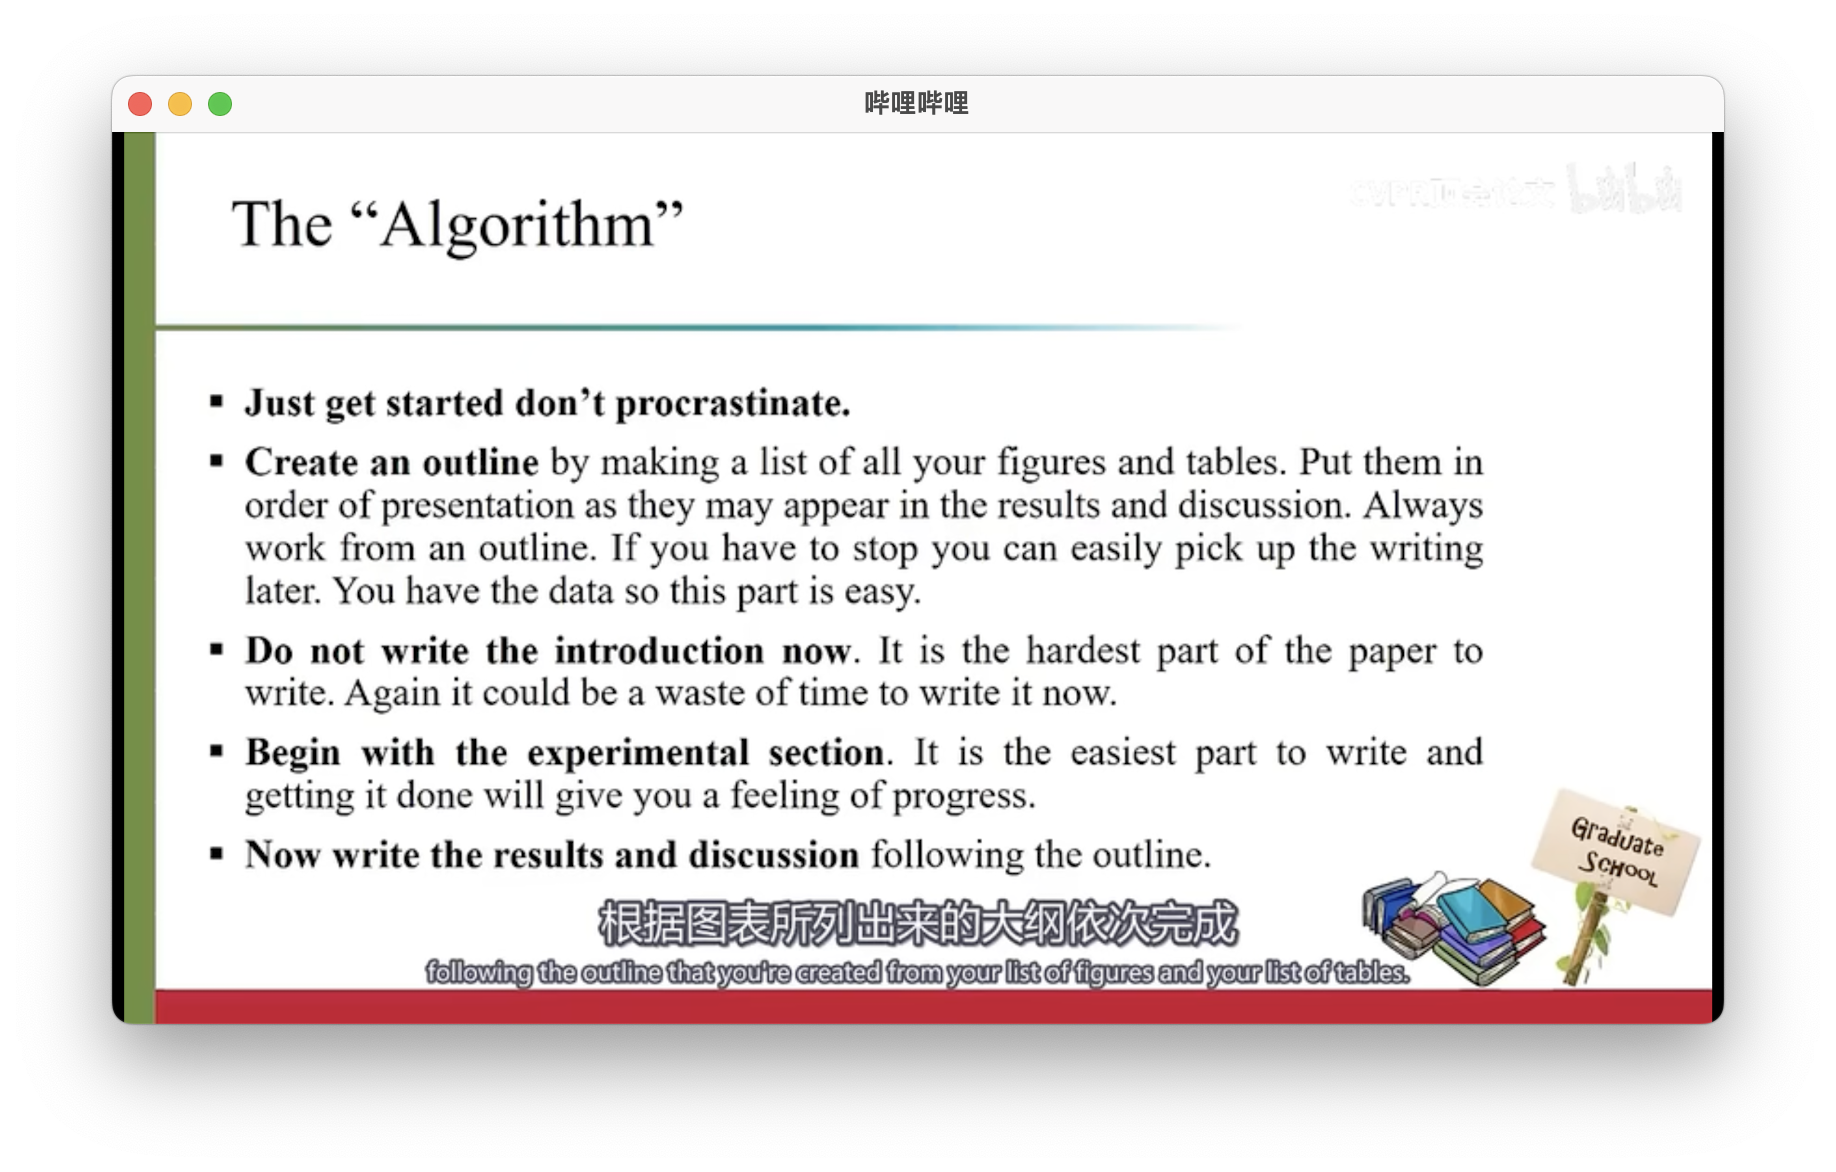 哔哩哔哩
The “Algorithm”
▪ Just get started don’t procrastinate.
▪ Create an outline by making a list of all your figures and tables. Put them in
order of presentation as they may appear in the results and discussion. Always
work from an outline. If you have to stop you can easily pick up the writing
later. You have the data so this part is easy.
▪ Do not write the introduction now. It is the hardest part of the paper to
write. Again it could be a waste of time to write it now.
▪ Begin with the experimental section. It is the easiest part to write and
getting it done will give you a feeling of progress.
▪ Now write the results and discussion following the outline.
Graduate
SCHOOL
根据图表所列出来的大纲依次完成
following the outline that you're created from your list of figures and your list of tables.